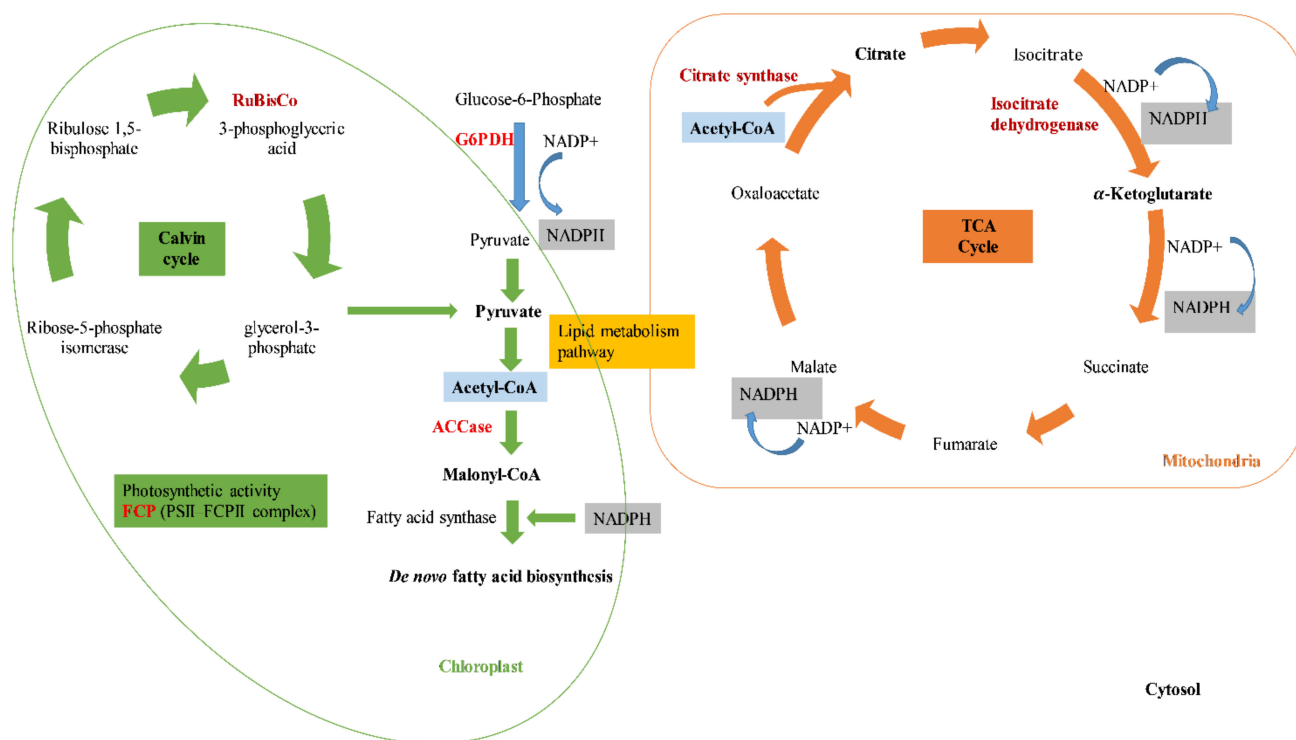 RuBisCo
Ribulose 1,5-
bisphosphate
3-phosphoglyceric
acid
Calvin
cycle
Ribose-5-phosphate
isomerase
glycerol-3-
phosphate
Photosynthetic activity
FCP (PSII–FCPII complex)
Chloroplast
Glucose-6-Phosphate
G6PDH
NADP+
NADPH
Pyruvate
Pyruvate
Lipid metabolism
pathway
Acetyl-CoA
ACCase
Malonyl-CoA
Fatty acid synthase
NADPH
De novo fatty acid biosynthesis
Citrate synthase
Acetyl-CoA
Oxaloacetate
Citrate
Isocitrate
NADP+
NADPH
Isocitrate
dehydrogenase
α-Ketoglutarate
NADP+
NADPH
TCA
Cycle
Succinate
Fumarate
Malate
NADPH
NADP+
Mitochondria
Cytosol